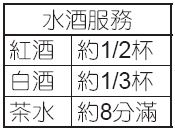 水酒服務
紅酒 約1/2杯
白酒 約1/3杯
茶水 約8分滿